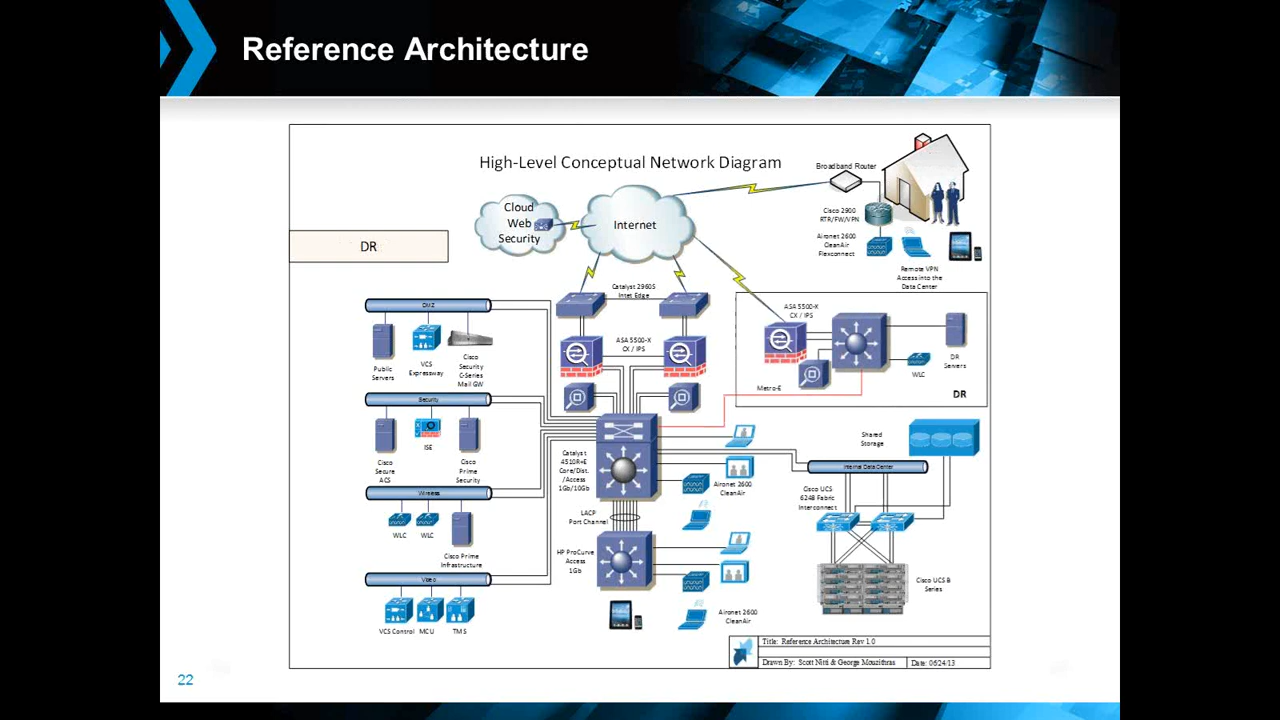 Reference Architecture
High-Level Conceptual Network Diagram
Broadband Router
Cloud
Web
Security
Internet
DR
Cisco 2900
RTR/FW/VPN
Aironet 2600
CleanAir
Flexconnect
Remote VPN
Access into the
Data Center
Catalyst 2960S
Inet Edge
DMZ
Public
Servers
VCS
Expressway
Cisco
Security
C-Series
Mail GW
ASA 5500-X
CX / IPS
ASA 5500-X
CX / IPS
DR
Servers
WLC
Metro-E
DR
Security
Cisco
Secure
ACS
ISE
Cisco
Prime
Security
Catalyst
4510R+E
Core/Dist.
/Access
1Gb/10Gb
Aironet 2600
CleanAir
Shared
Storage
Internal Data Center
Cisco UCS
6248 Fabric
Interconnect
Wireless
WLC
WLC
Cisco Prime
Infrastructure
LACP
Port Channel
HP ProCurve
Access
1Gb
Cisco UCS B
Series
Video
VCS Control
MCU
TMS
Aironet 2600
CleanAir
Title: Reference Architecture Rev 1.0
Drawn By: Scott Nitti & George Mouzithras
Date: 06/24/13
22